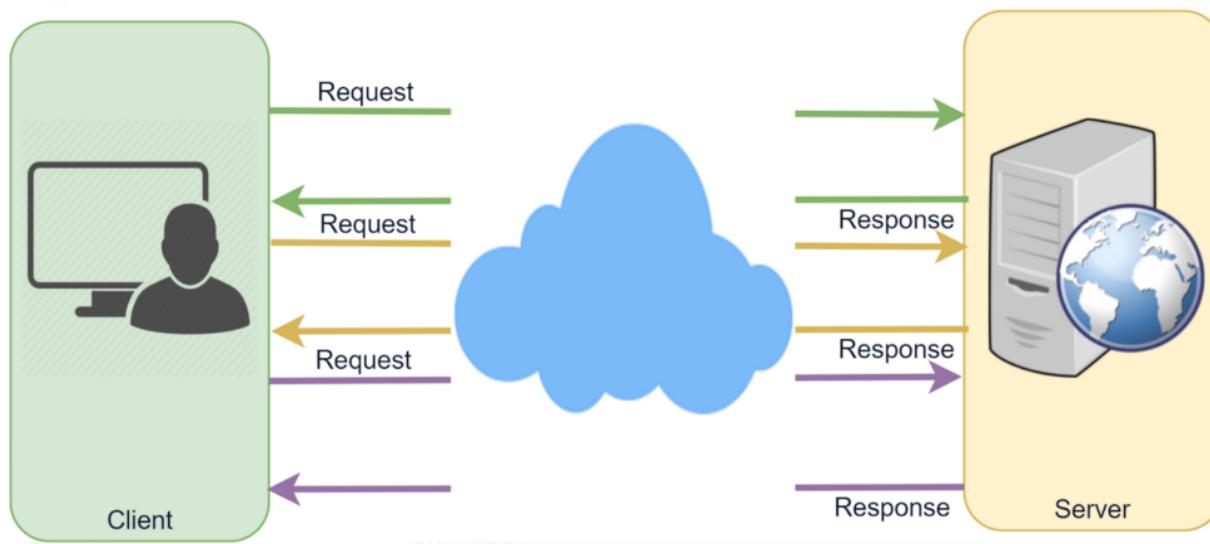 Request
Response
Request
Response
Request
Response
Client
Server